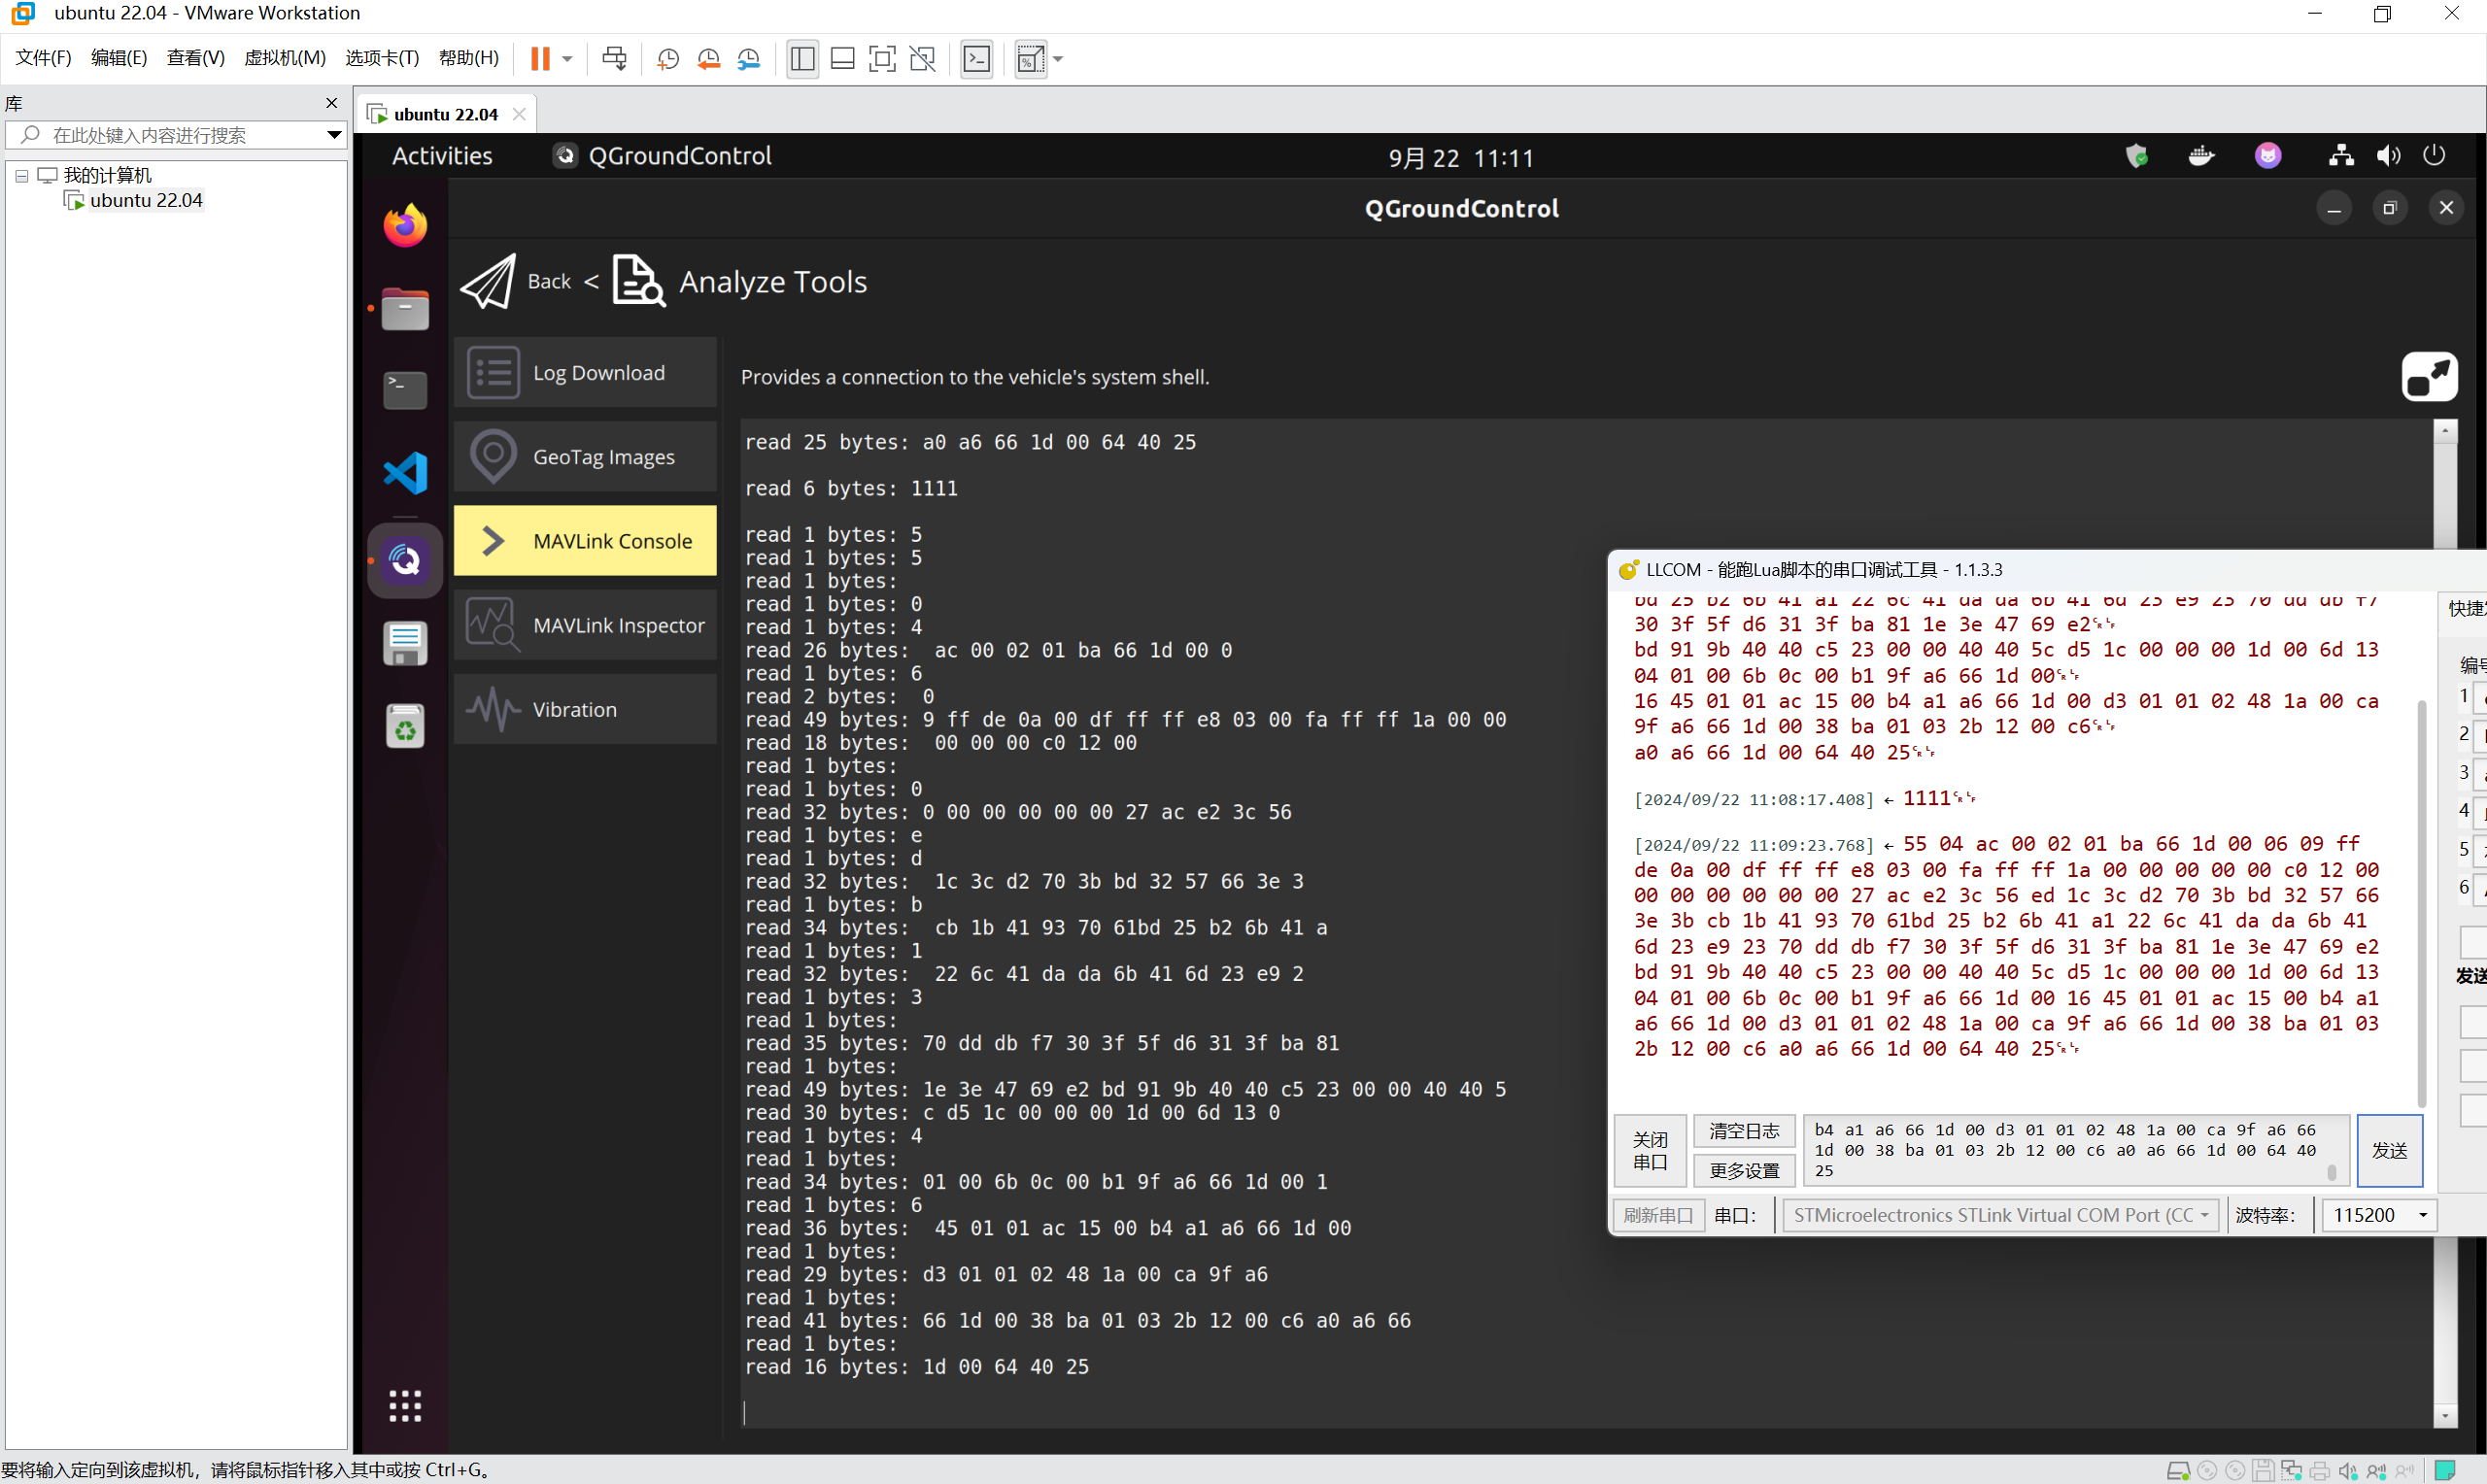 ubuntu 22.04 - VMware Workstation
文件(F) 编辑(E) 查看(V) 虚拟机(M) 选项卡(T) 帮助(H)
库
在此处键入内容进行搜索
我的计算机
ubuntu 22.04
ubuntu 22.04
Activities QGroundControl 9月 22 11:11
QGroundControl
Back < Analyze Tools
Log Download
GeoTag Images
MAVLink Console
MAVLink Inspector
Vibration
Provides a connection to the vehicle's system shell.
read 25 bytes: a0 a6 66 1d 00 64 40 25
read 6 bytes: 1111
read 1 bytes: 5
read 1 bytes: 5
read 1 bytes:
read 1 bytes: 0
read 1 bytes: 4
read 26 bytes:  ac 00 02 01 ba 66 1d 00 0
read 1 bytes: 6
read 2 bytes:  0
read 49 bytes: 9 ff de 0a 00 df ff ff e8 03 00 fa ff ff 1a 00 00
read 18 bytes:  00 00 00 c0 12 00
read 1 bytes:
read 1 bytes: 0
read 32 bytes: 0 00 00 00 00 00 27 ac e2 3c 56
read 1 bytes: e
read 1 bytes: d
read 32 bytes:  1c 3c d2 70 3b bd 32 57 66 3e 3
read 1 bytes: b
read 34 bytes:  cb 1b 41 93 70 61bd 25 b2 6b 41 a
read 1 bytes: 1
read 32 bytes:  22 6c 41 da da 6b 41 6d 23 e9 2
read 1 bytes: 3
read 1 bytes:
read 35 bytes: 70 dd db f7 30 3f 5f d6 31 3f ba 81
read 1 bytes:
read 49 bytes: 1e 3e 47 69 e2 bd 91 9b 40 40 c5 23 00 00 40 40 5
read 30 bytes: c d5 1c 00 00 00 1d 00 6d 13 0
read 1 bytes: 4
read 1 bytes:
read 34 bytes: 01 00 6b 0c 00 b1 9f a6 66 1d 00 1
read 1 bytes: 6
read 36 bytes:  45 01 01 ac 15 00 b4 a1 a6 66 1d 00
read 1 bytes:
read 29 bytes: d3 01 01 02 48 1a 00 ca 9f a6
read 1 bytes:
read 41 bytes: 66 1d 00 38 ba 01 03 2b 12 00 c6 a0 a6 66
read 1 bytes:
read 16 bytes: 1d 00 64 40 25
LLCOM - 能跑Lua脚本的串口调试工具 - 1.1.3.3
bd 25 b2 6b 41 a1 22 6c 41 da da 6b 41 6d 23 e9 23 70 dd db f7
30 3f 5f d6 31 3f ba 81 1e 3e 47 69 e2␍␊
bd 91 9b 40 40 c5 23 00 00 40 40 5c d5 1c 00 00 00 1d 00 6d 13
04 01 00 6b 0c 00 b1 9f a6 66 1d 00␍␊
16 45 01 01 ac 15 00 b4 a1 a6 66 1d 00 d3 01 01 02 48 1a 00 ca
9f a6 66 1d 00 38 ba 01 03 2b 12 00 c6␍␊
a0 a6 66 1d 00 64 40 25␍␊
[2024/09/22 11:08:17.408] ← 1111␍␊
[2024/09/22 11:09:23.768] ← 55 04 ac 00 02 01 ba 66 1d 00 06 09 ff
de 0a 00 df ff ff e8 03 00 fa ff ff 1a 00 00 00 00 00 c0 12 00
00 00 00 00 00 00 27 ac e2 3c 56 ed 1c 3c d2 70 3b bd 32 57 66
3e 3b cb 1b 41 93 70 61bd 25 b2 6b 41 a1 22 6c 41 da da 6b 41
6d 23 e9 23 70 dd db f7 30 3f 5f d6 31 3f ba 81 1e 3e 47 69 e2
bd 91 9b 40 40 c5 23 00 00 40 40 5c d5 1c 00 00 00 1d 00 6d 13
04 01 00 6b 0c 00 b1 9f a6 66 1d 00 16 45 01 01 ac 15 00 b4 a1
a6 66 1d 00 d3 01 01 02 48 1a 00 ca 9f a6 66 1d 00 38 ba 01 03
2b 12 00 c6 a0 a6 66 1d 00 64 40 25␍␊
快捷
编号
1
2
3
4
5
6
发送
关闭
串口
清空日志
更多设置
b4 a1 a6 66 1d 00 d3 01 01 02 48 1a 00 ca 9f a6 66
1d 00 38 ba 01 03 2b 12 00 c6 a0 a6 66 1d 00 64 40
25
发送
刷新串口 串口： STMicroelectronics STLink Virtual COM Port (CC 波特率： 115200
要将输入定向到该虚拟机，请将鼠标指针移入其中或按 Ctrl+G。